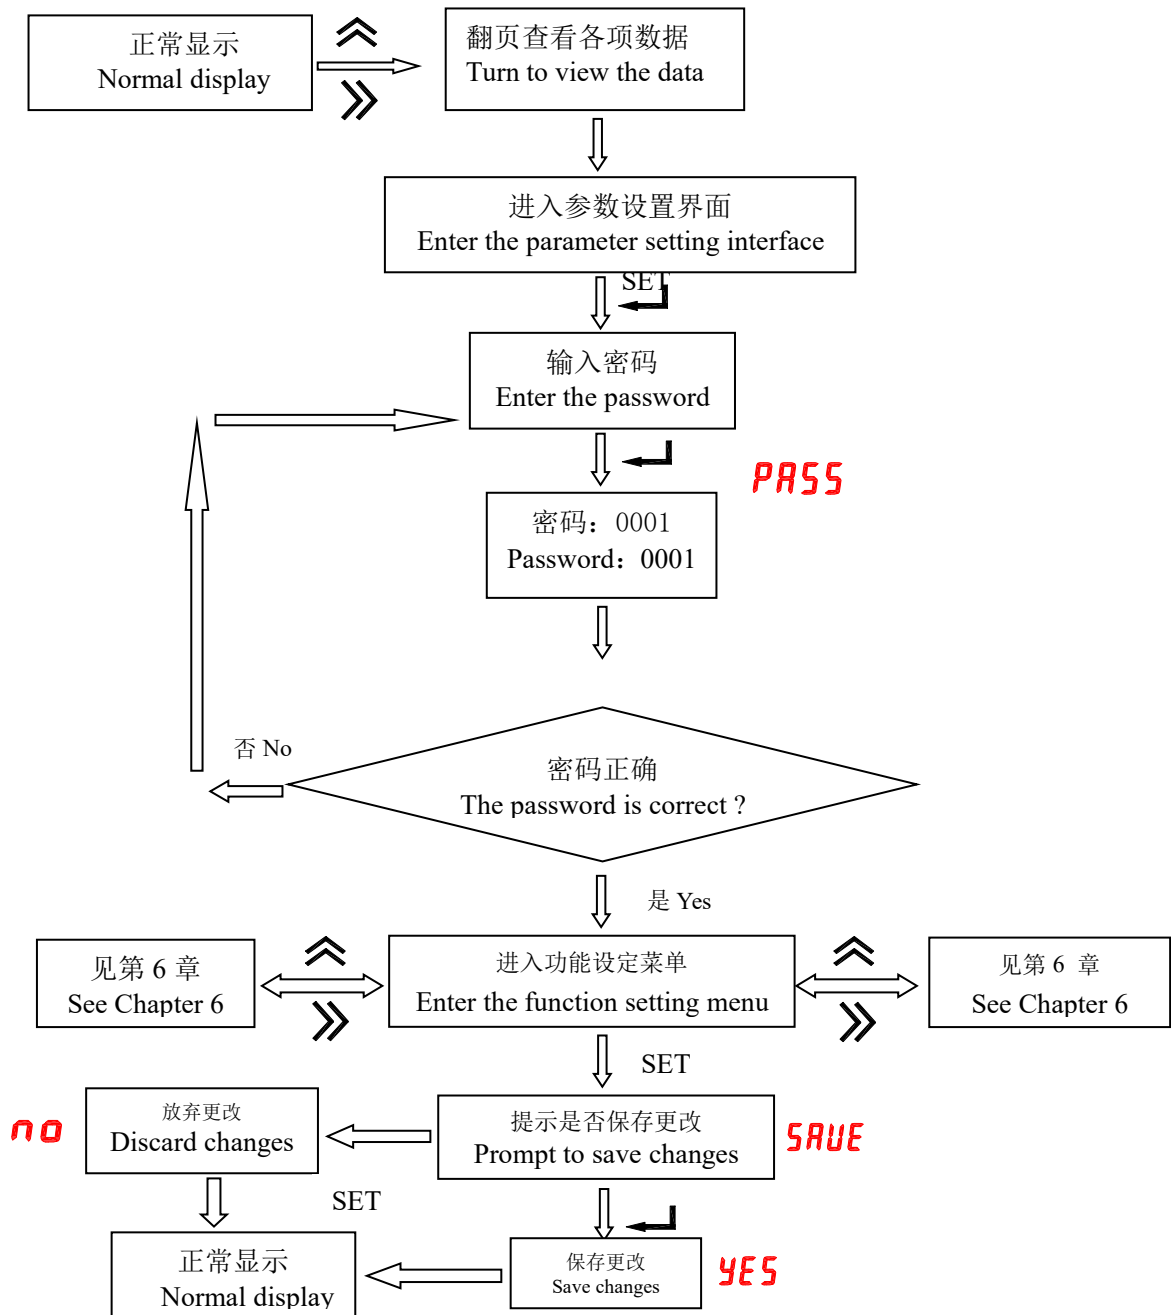 正常显示
Normal display
翻页查看各项数据
Turn to view the data
进入参数设置界面
Enter the parameter setting interface
SET
输入密码
Enter the password
PASS
密码：0001
Password：0001
否 No
密码正确
The password is correct ?
是 Yes
见第 6 章
See Chapter 6
进入功能设定菜单
Enter the function setting menu
见第 6 章
See Chapter 6
SET
no
放弃更改
Discard changes
提示是否保存更改
Prompt to save changes
SAVE
SET
正常显示
Normal display
保存更改
Save changes
YES